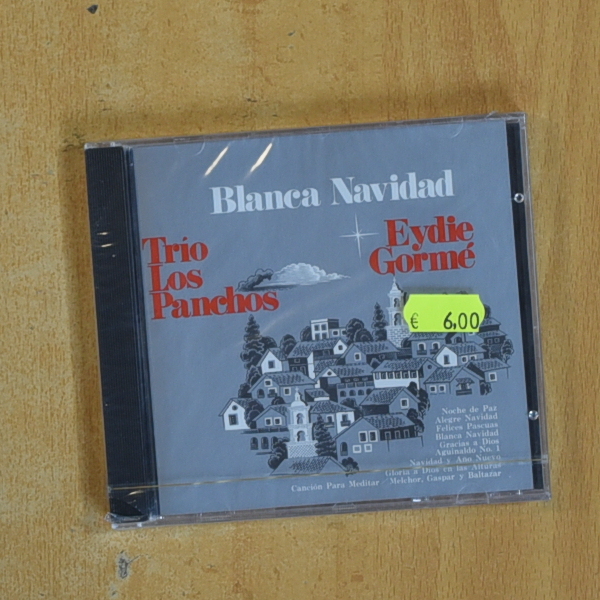 Blanca Navidad
Trío
Los
Panchos
Eydie
Gormé
€ 6,00
Noche de Paz
Alegre Navidad
Felices Pascuas
Blanca Navidad
Gracias a Dios
Aguinaldo No. 1
Navidad y Año Nuevo
Gloria a Dios en las Alturas
Canción Para Meditar Melchor, Gaspar y Baltazar